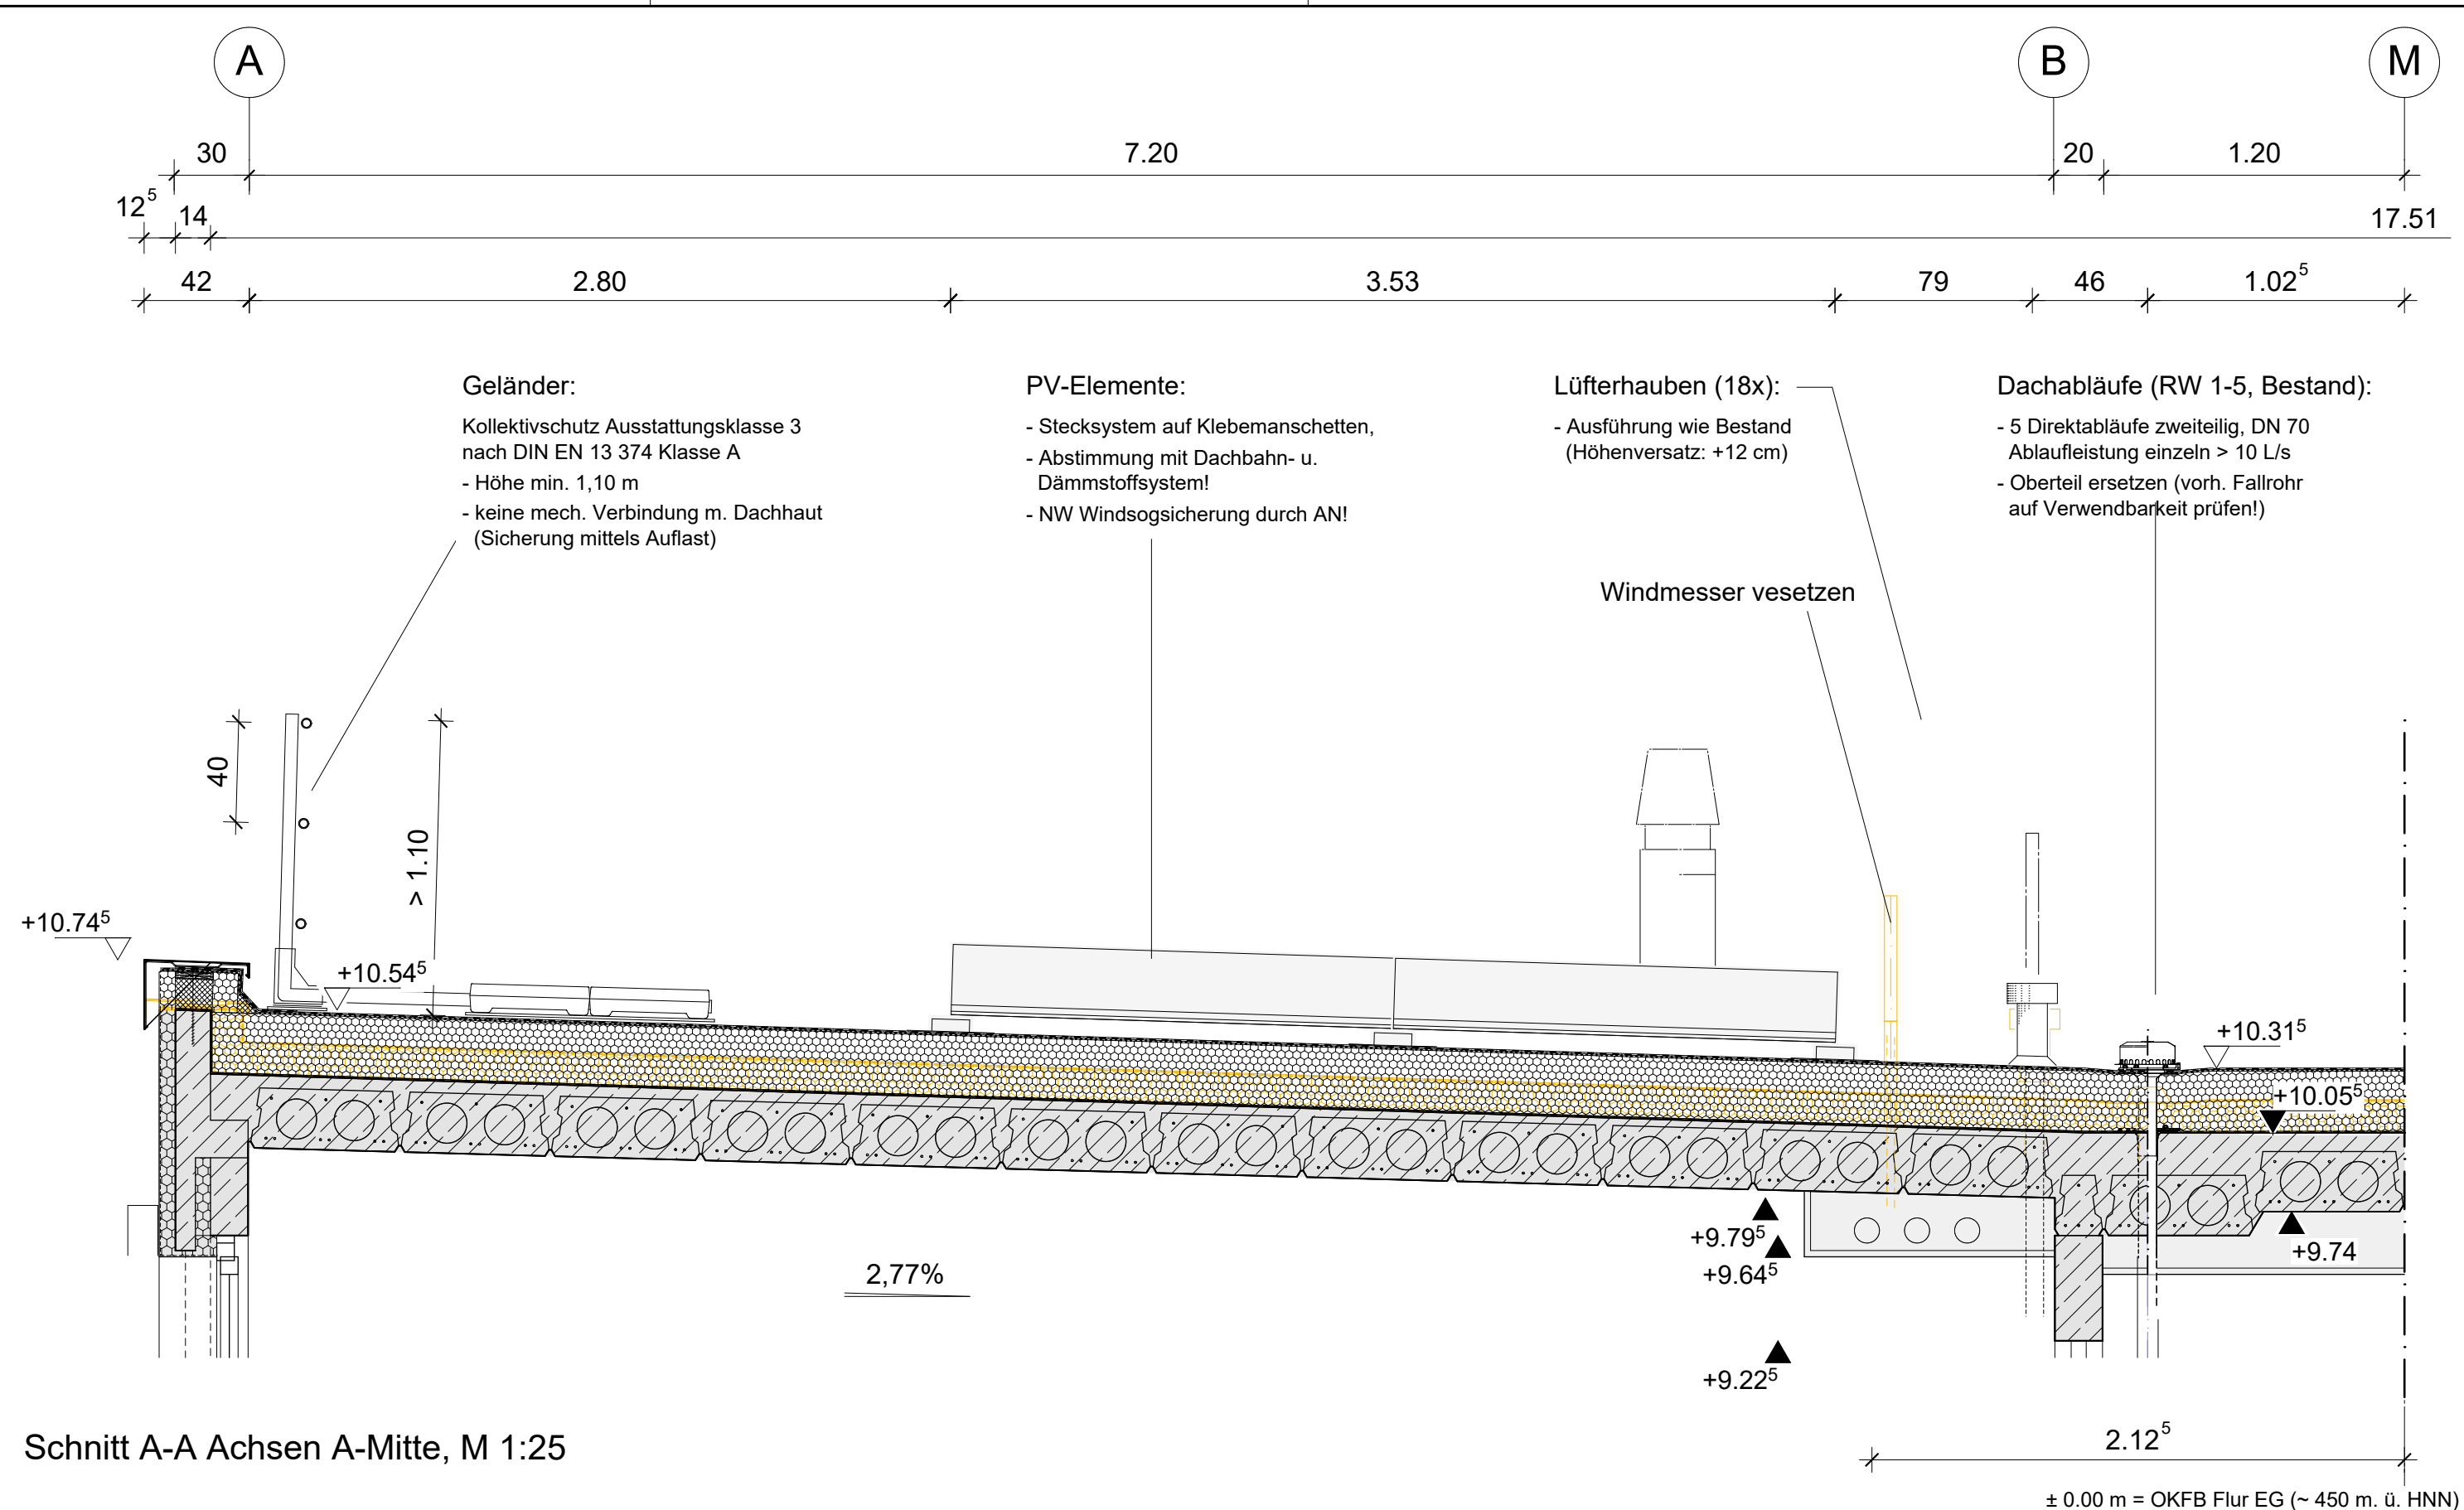 A
B
M
30
7.20
20
1.20
12⁵
14
17.51
42
2.80
3.53
79
46
1.02⁵
Geländer:
Kollektivschutz Ausstattungsklasse 3
nach DIN EN 13 374 Klasse A
- Höhe min. 1,10 m
- keine mech. Verbindung m. Dachhaut
(Sicherung mittels Auflast)
PV-Elemente:
- Stecksystem auf Klebemanschetten,
- Abstimmung mit Dachbahn- u.
Dämmstoffsystem!
- NW Windsogsicherung durch AN!
Lüfterhauben (18x):
- Ausführung wie Bestand
(Höhenversatz: +12 cm)
Dachabläufe (RW 1-5, Bestand):
- 5 Direktabläufe zweiteilig, DN 70
Ablaufleistung einzeln > 10 L/s
- Oberteil ersetzen (vorh. Fallrohr
auf Verwendbarkeit prüfen!)
Windmesser vesetzen
40
> 1.10
+10.74⁵
+10.54⁵
+10.31⁵
+10.05⁵
+9.79⁵
+9.64⁵
+9.74
2,77%
+9.22⁵
Schnitt A-A Achsen A-Mitte, M 1:25
2.12⁵
± 0.00 m = OKFB Flur EG (~ 450 m. ü. HNN)